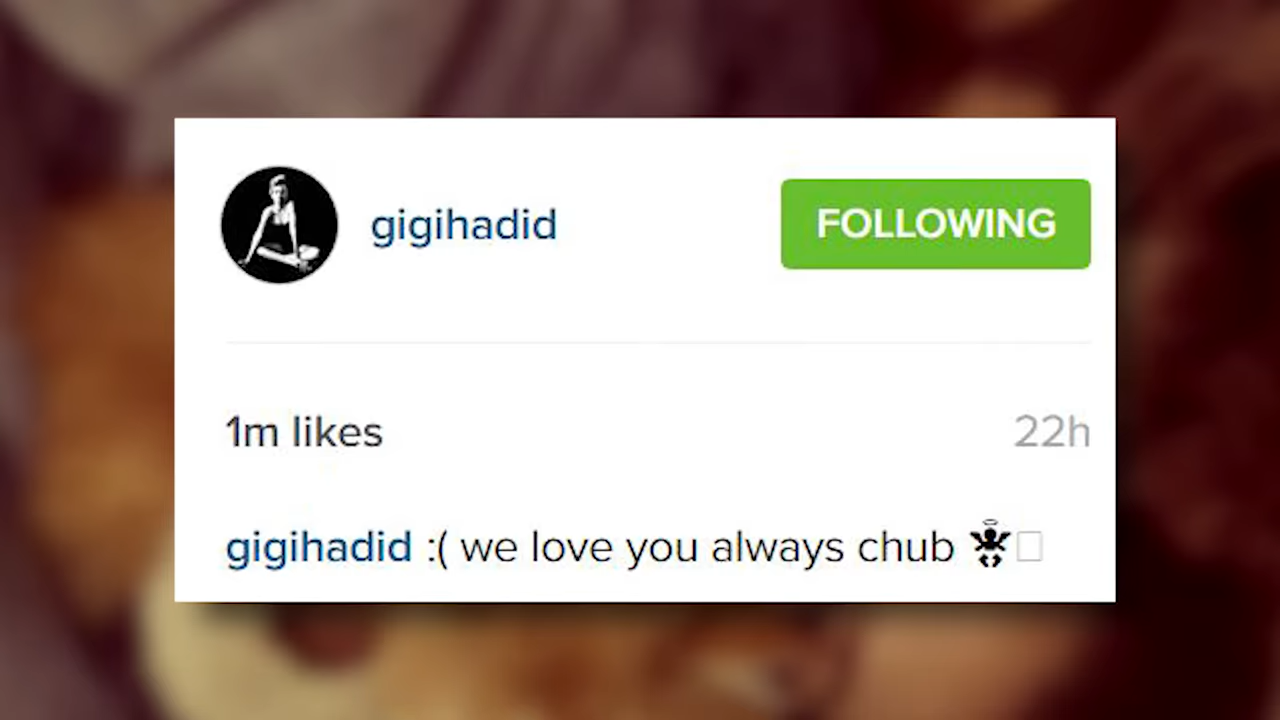 gigihadid
FOLLOWING
1m likes
22h
gigihadid :( we love you always chub 👼□